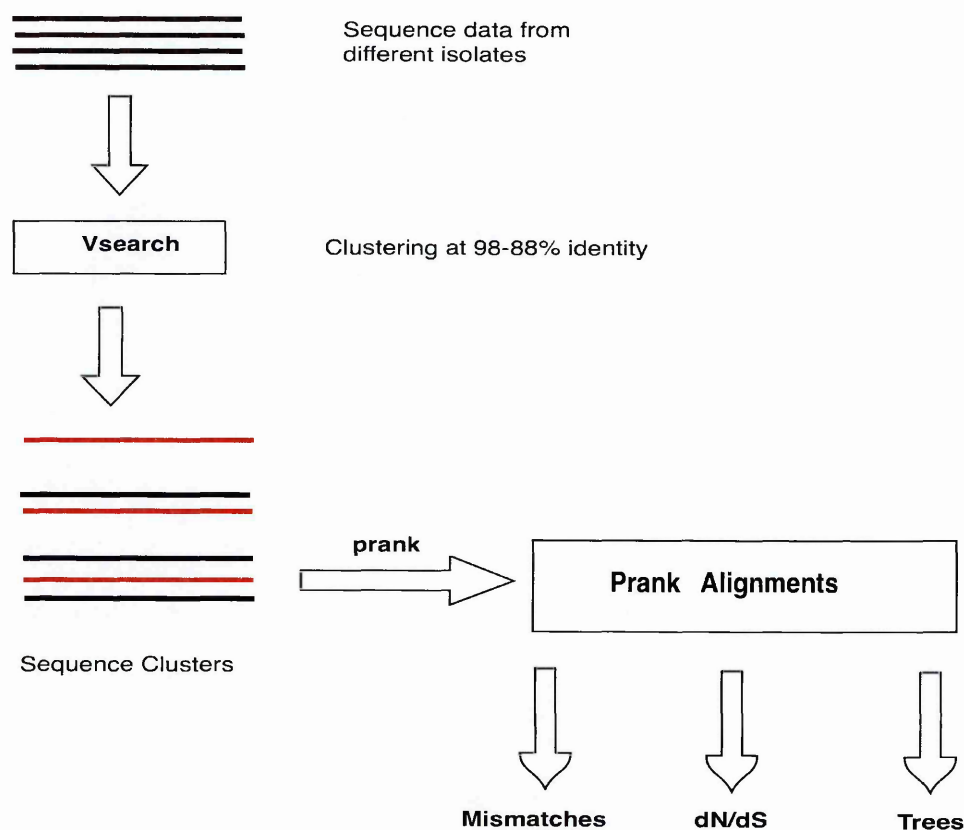 Sequence data from
different isolates
Vsearch
Clustering at 98-88% identity
prank
Prank Alignments
Sequence Clusters
Mismatches
dN/dS
Trees